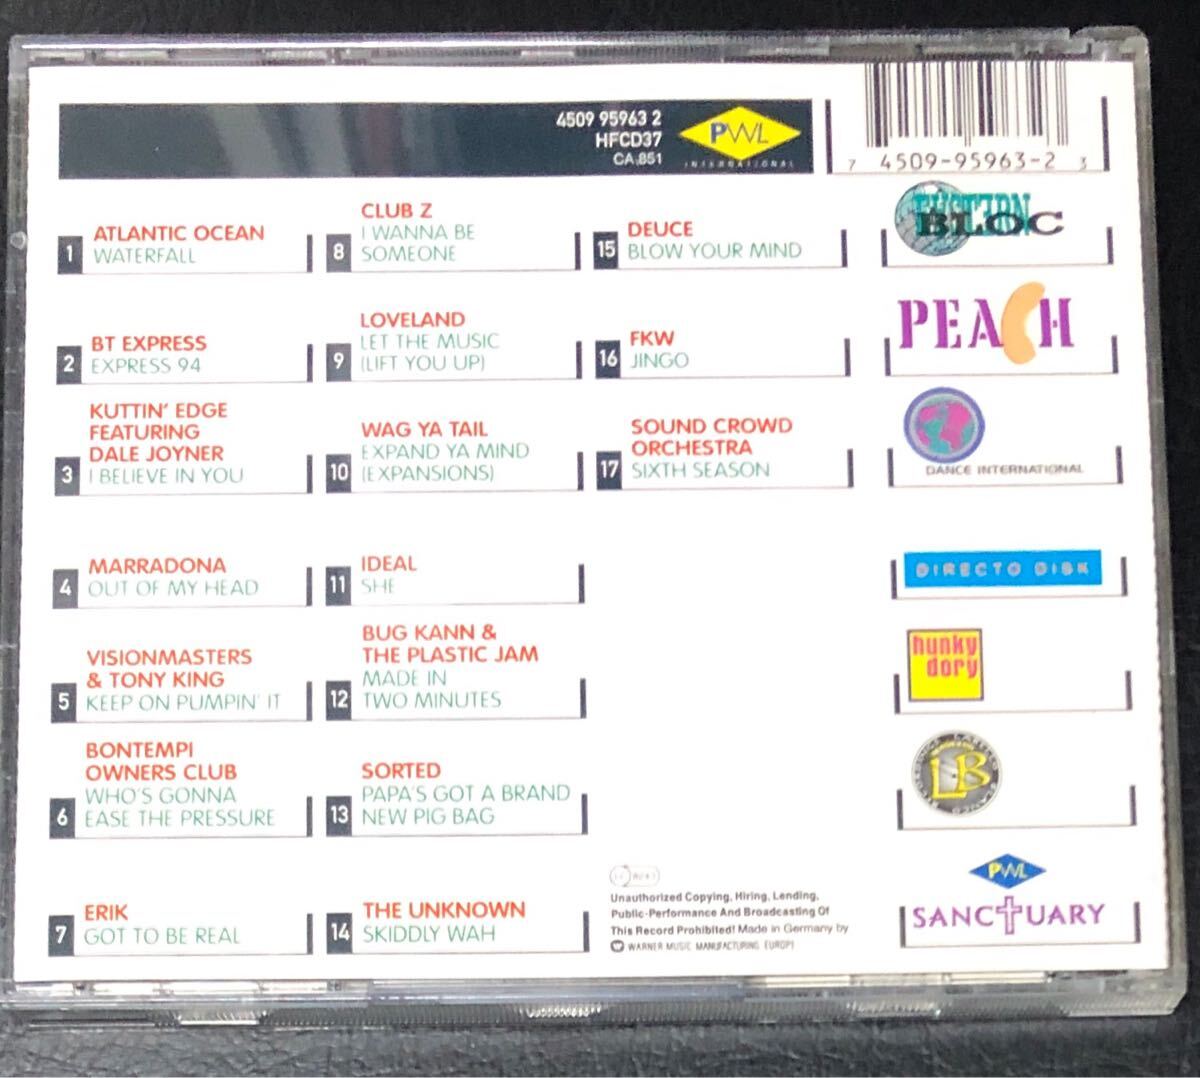 4509 95963 2
HFCD37
CA 851
PWL
INTERNATIONAL
7 4509-95963-2 3
1
ATLANTIC OCEAN
WATERFALL
2
BT EXPRESS
EXPRESS 94
3
KUTTIN' EDGE
FEATURING
DALE JOYNER
I BELIEVE IN YOU
4
MARRADONA
OUT OF MY HEAD
5
VISIONMASTERS
& TONY KING
KEEP ON PUMPIN' IT
6
BONTEMPI
OWNERS CLUB
WHO'S GONNA
EASE THE PRESSURE
7
ERIK
GOT TO BE REAL
8
CLUB Z
I WANNA BE
SOMEONE
9
LOVELAND
LET THE MUSIC
(LIFT YOU UP)
10
WAG YA TAIL
EXPAND YA MIND
(EXPANSIONS)
11
IDEAL
SHE
12
BUG KANN &
THE PLASTIC JAM
MADE IN
TWO MINUTES
13
SORTED
PAPA'S GOT A BRAND
NEW PIG BAG
14
THE UNKNOWN
SKIDDLY WAH
15
DEUCE
BLOW YOUR MIND
16
FKW
JINGO
17
SOUND CROWD
ORCHESTRA
SIXTH SEASON
EASTERN
BLOC
PEACH
DANCE INTERNATIONAL
DIRECTO DISK
hunky
dory
LB
PWL
SANCTUARY
Unauthorized Copying, Hiring, Lending,
Public-Performance And Broadcasting Of
This Record Prohibited! Made in Germany by
WARNER MUSIC MANUFACTURING EUROPE